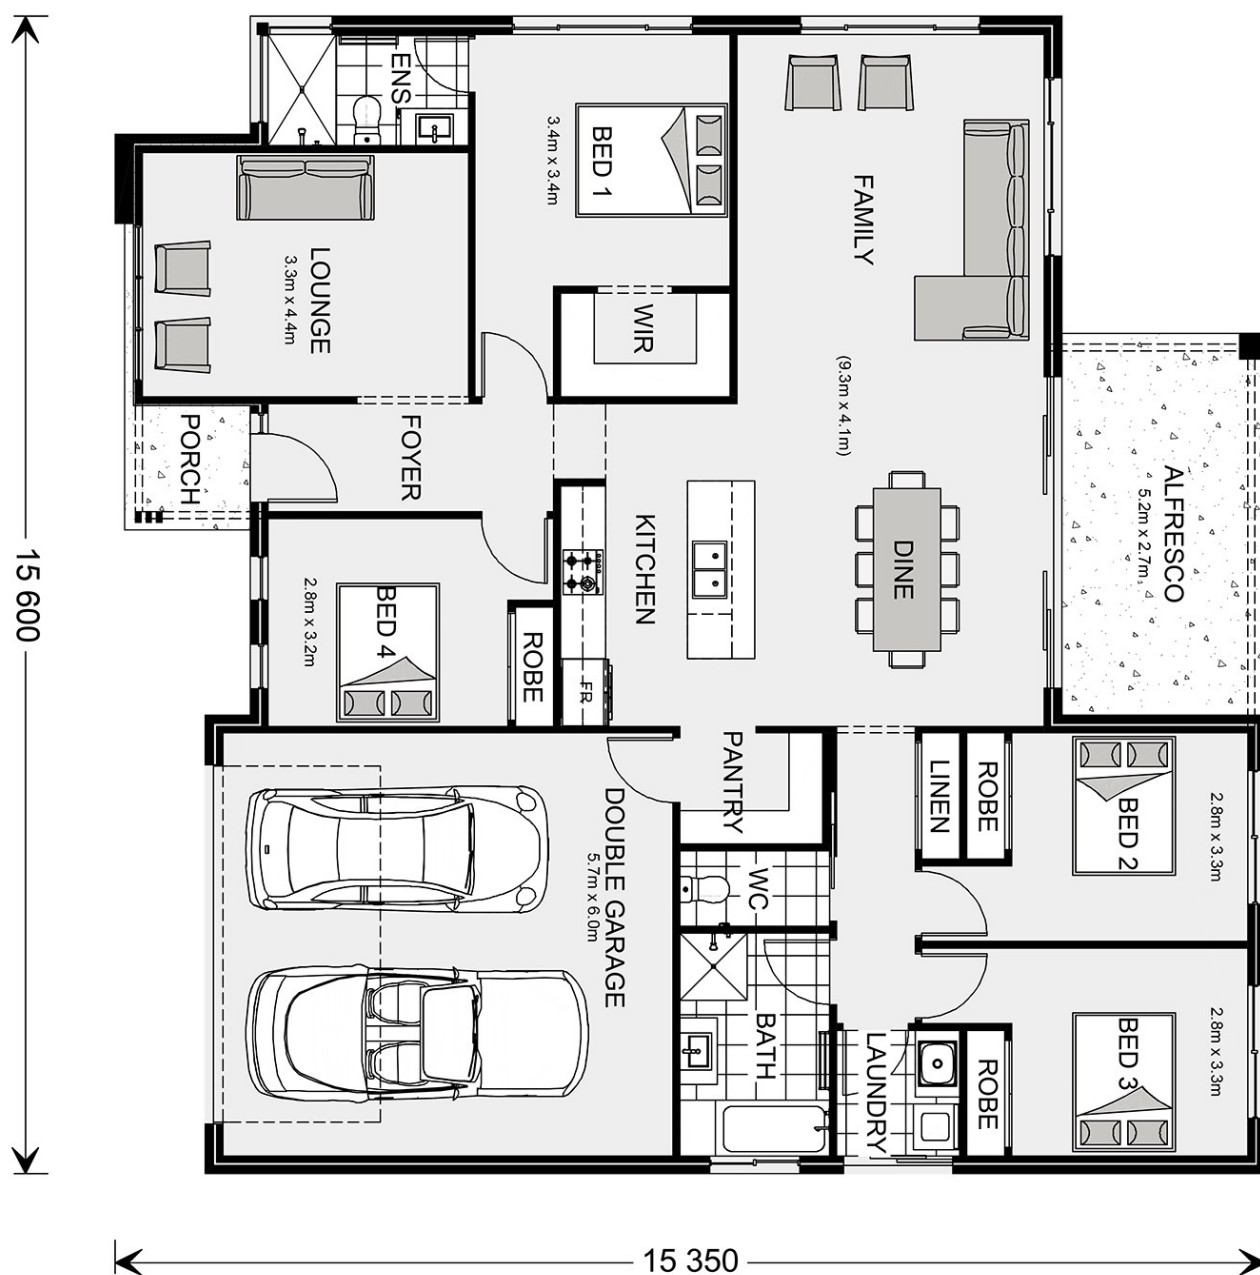 ENS
BED 1
3.4m x 3.4m
FAMILY
(9.3m x 4.1m)
LOUNGE
3.3m x 4.4m
WIR
PORCH
FOYER
KITCHEN
DINE
ALFRESCO
5.2m x 2.7m
BED 4
2.8m x 3.2m
ROBE
FR
15 600
PANTRY
LINEN
ROBE
BED 2
2.8m x 3.3m
DOUBLE GARAGE
5.7m x 6.0m
WC
BATH
LAUNDRY
ROBE
BED 3
2.8m x 3.3m
15 350